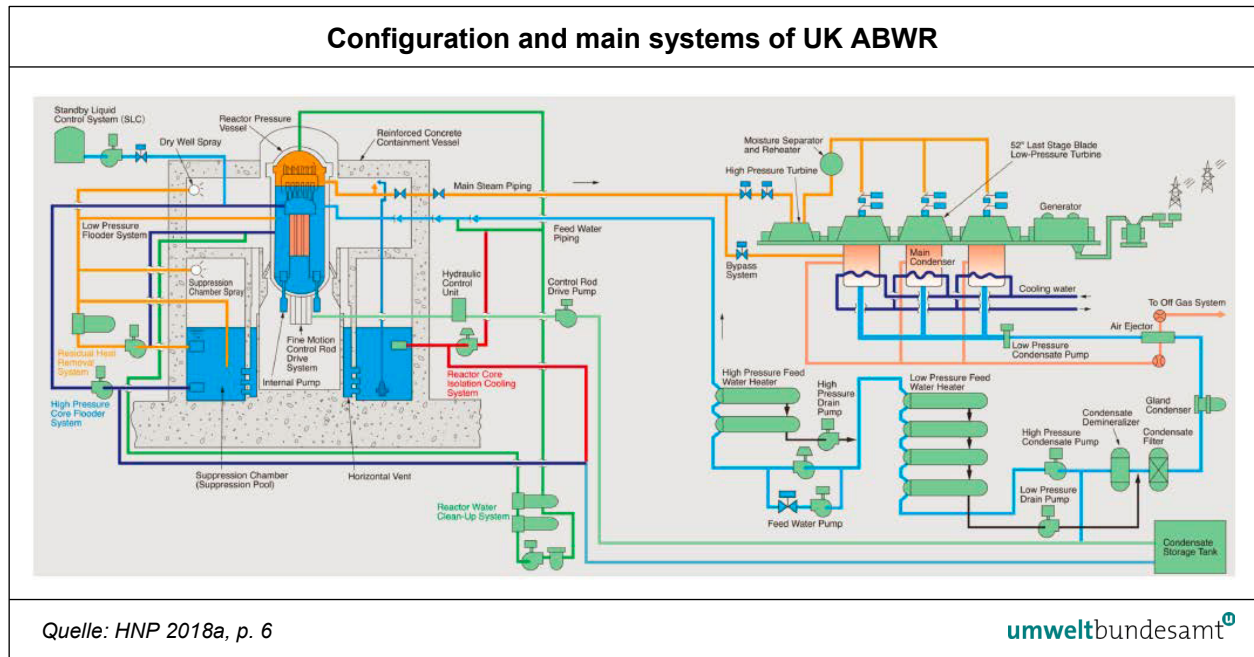 Configuration and main systems of UK ABWR
Standby Liquid
Control System (SLC)
Dry Well Spray
Reactor Pressure
Vessel
Reinforced Concrete
Containment Vessel
Main Steam Piping
Low Pressure
Flooder System
Feed Water
Piping
Suppression
Chamber Spray
Hydraulic
Control
Unit
Control Rod
Drive Pump
Residual Heat
Removal
System
Fine Motion
Control Rod
Drive
System
Internal Pump
Reactor Core
Isolation Cooling
System
High Pressure
Core Flooder
System
Suppression Chamber
(Suppression Pool)
Horizontal Vent
Reactor Water
Clean-Up System
Moisture Separator
and Reheater
High Pressure Turbine
52" Last Stage Blade
Low-Pressure Turbine
Generator
Bypass
System
Main
Condenser
Cooling water
To Off Gas System
Air Ejector
Low Pressure
Condensate Pump
High Pressure Feed
Water Heater
High
Pressure
Drain
Pump
Low Pressure Feed
Water Heater
Gland
Condenser
Condensate
Demineralizer
High Pressure
Condensate Pump
Condensate
Filter
Low Pressure
Drain Pump
Feed Water Pump
Condensate
Storage Tank
Quelle: HNP 2018a, p. 6
umweltbundesamt
u